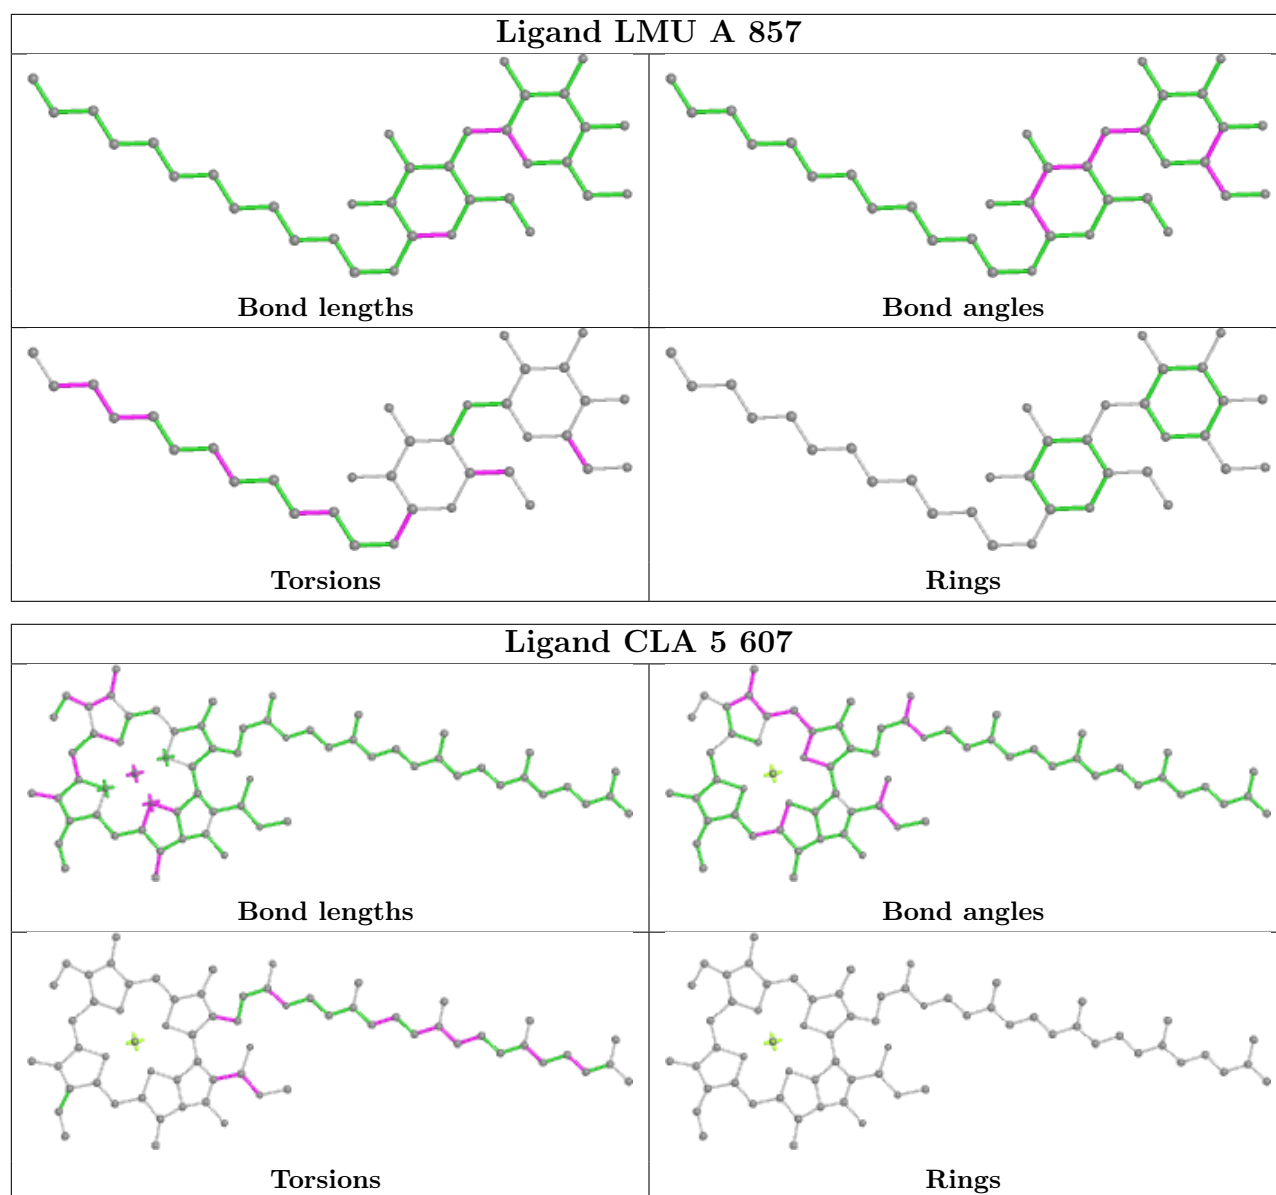 Ligand LMU A 857
Bond lengths
Bond angles
Torsions
Rings
Ligand CLA 5 607
Bond lengths
Bond angles
Torsions
Rings